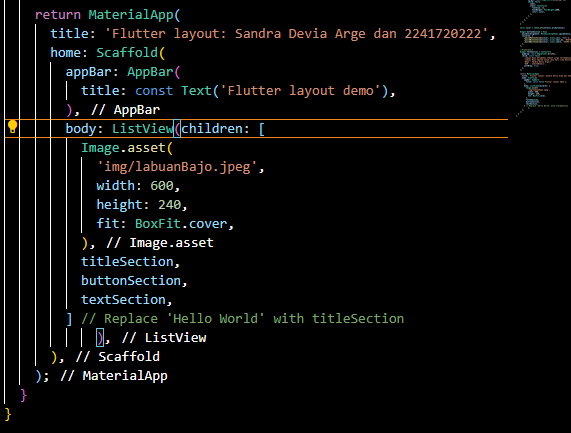 return MaterialApp(
title: 'Flutter layout: Sandra Devia Arge dan 2241720222',
home: Scaffold(
appBar: AppBar(
title: const Text('Flutter layout demo'),
), // AppBar
body: ListView(children: [
Image.asset(
'img/labuanBajo.jpeg',
width: 600,
height: 240,
fit: BoxFit.cover,
), // Image.asset
titleSection,
buttonSection,
textSection,
] // Replace 'Hello World' with titleSection
), // ListView
), // Scaffold
); // MaterialApp
}
}